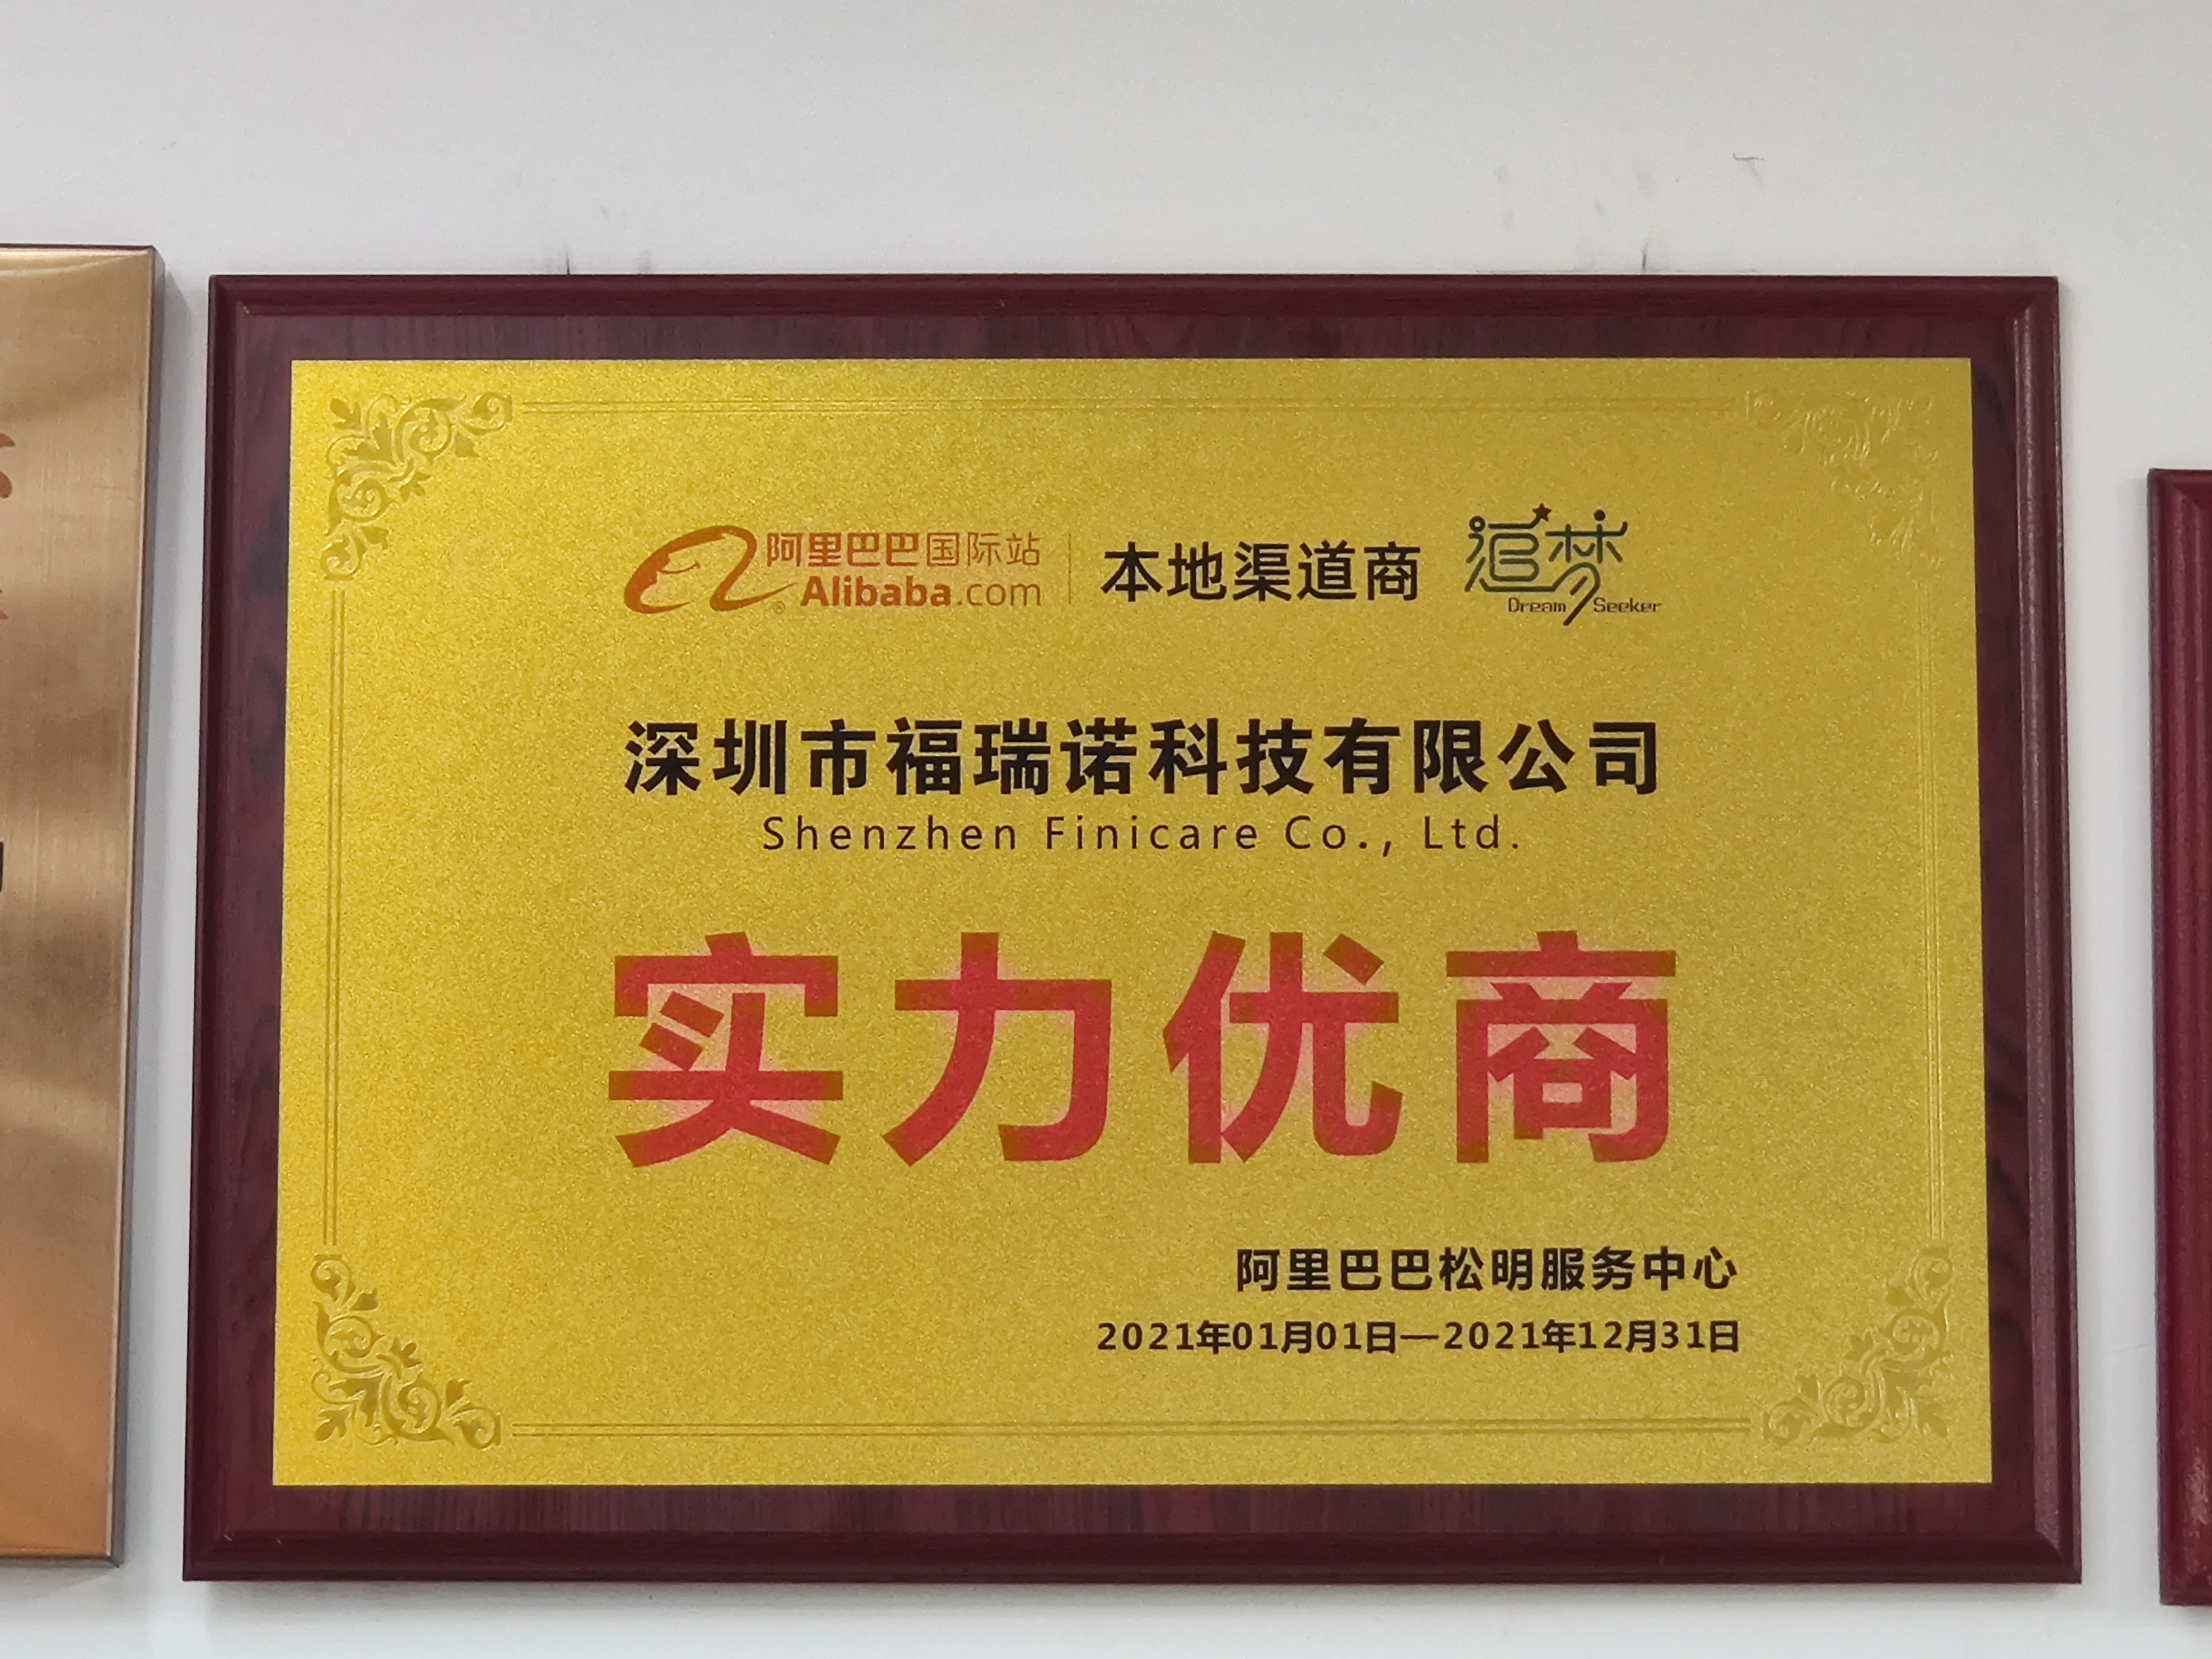 阿里巴巴国际站
Alibaba.com
本地渠道商
追梦
Dream Seeker
深圳市福瑞诺科技有限公司
Shenzhen Finicare Co., Ltd.
实力优商
阿里巴巴松明服务中心
2021年01月01日—2021年12月31日